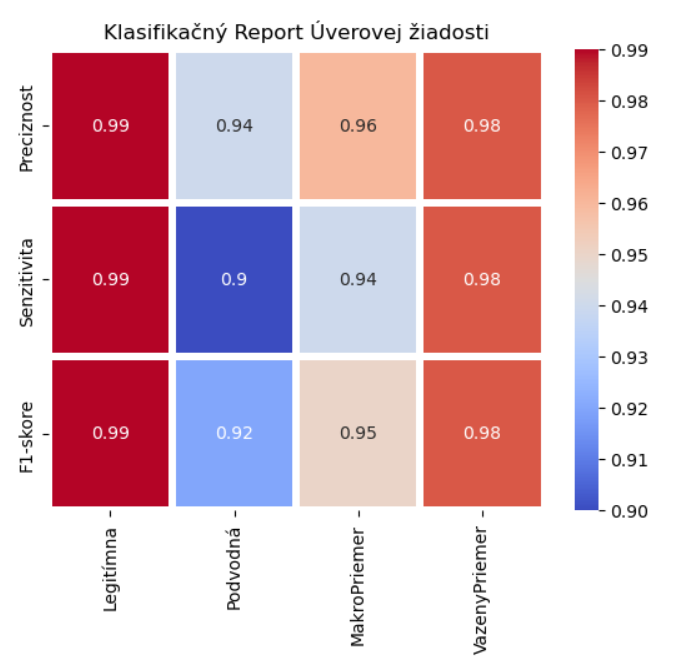 Klasifikačný Report Úverovej žiadosti
Preciznost
0.99 0.94 0.96 0.98
Senzitivita
0.99 0.9 0.94 0.98
F1-skore
0.99 0.92 0.95 0.98
Legitímna
Podvodná
MakroPriemer
VazenyPriemer
0.99
0.98
0.97
0.96
0.95
0.94
0.93
0.92
0.91
0.90